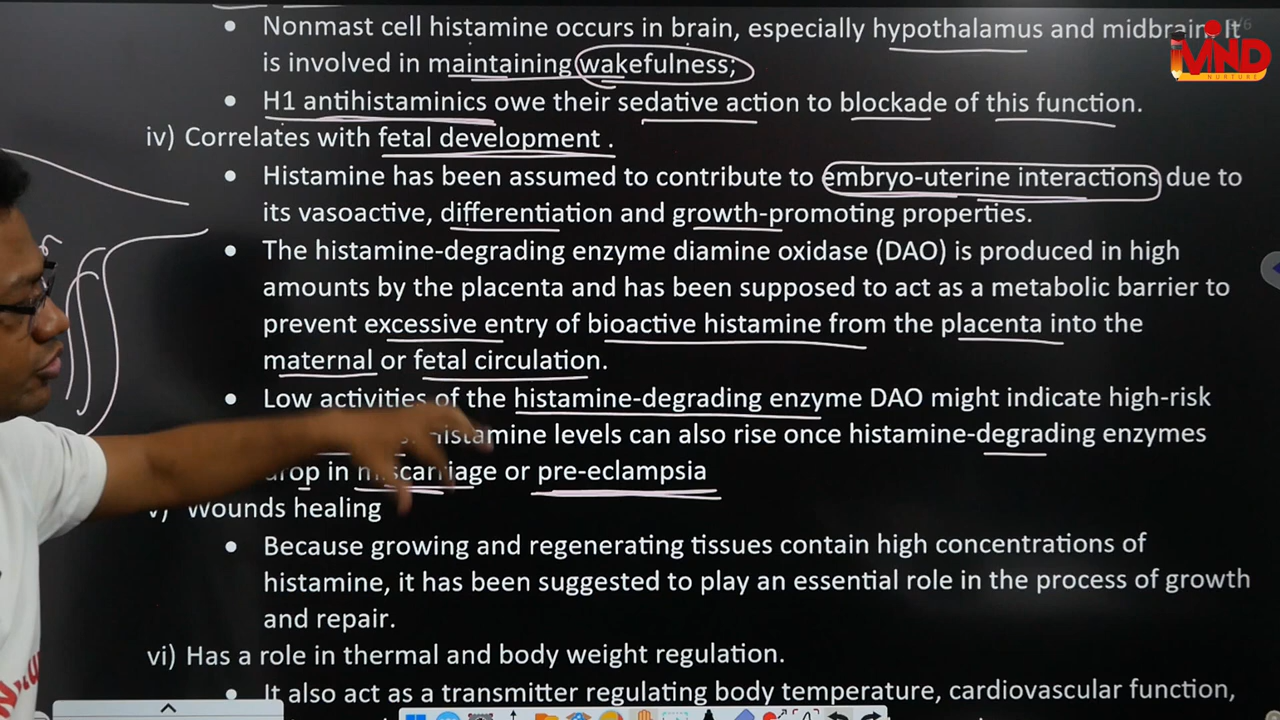 Nonmast cell histamine occurs in brain, especially hypothalamus and midbrain. It
is involved in maintaining wakefulness;
H1 antihistaminics owe their sedative action to blockade of this function.
iv) Correlates with fetal development .
Histamine has been assumed to contribute to embryo-uterine interactions due to
its vasoactive, differentiation and growth-promoting properties.
The histamine-degrading enzyme diamine oxidase (DAO) is produced in high
amounts by the placenta and has been supposed to act as a metabolic barrier to
prevent excessive entry of bioactive histamine from the placenta into the
maternal or fetal circulation.
Low activities of the histamine-degrading enzyme DAO might indicate high-risk
histamine levels can also rise once histamine-degrading enzymes
drop in miscarriage or pre-eclampsia
v) Wounds healing
Because growing and regenerating tissues contain high concentrations of
histamine, it has been suggested to play an essential role in the process of growth
and repair.
vi) Has a role in thermal and body weight regulation.
It also act as a transmitter regulating body temperature, cardiovascular function,
MIND
NURTURE